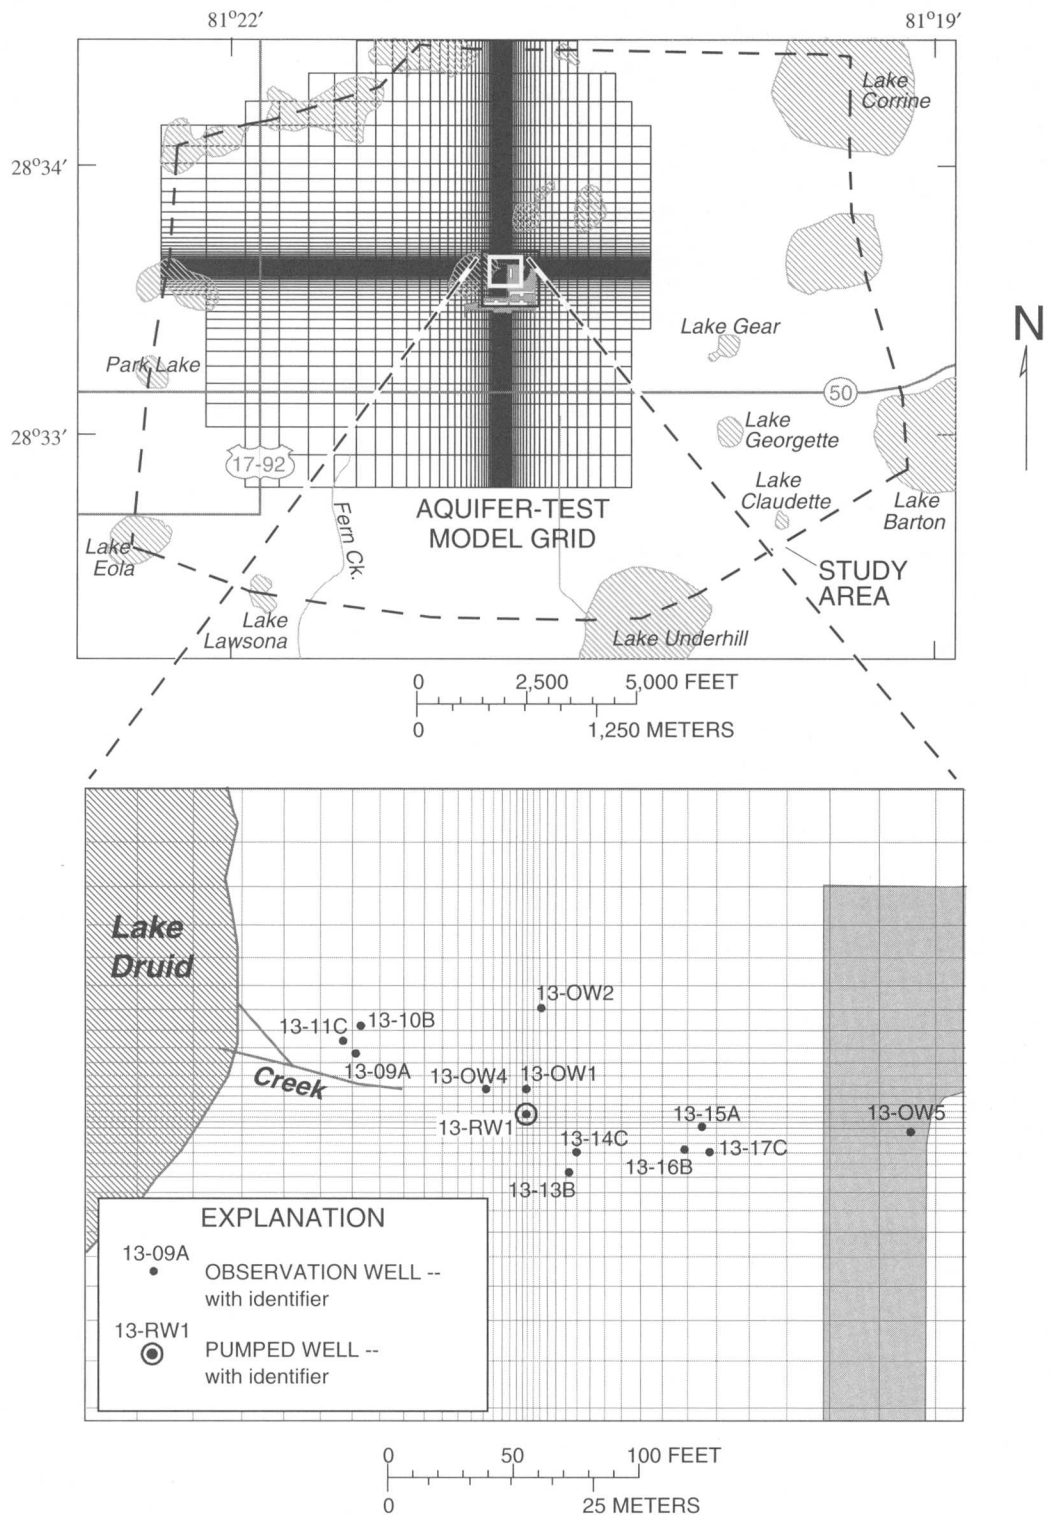 81°22′
81°19′
Lake
Corrine
28°34′
Lake Gear
N
Park Lake
50
Lake
Georgette
28°33′
17-92
Lake
Claudette
Lake
Barton
AQUIFER-TEST
MODEL GRID
Fern Ck.
Lake
Eola
STUDY
AREA
Lake
Lawsona
Lake Underhill
0 2,500 5,000 FEET
0 1,250 METERS
Lake
Druid
13-OW2
13-11C
13-10B
13-09A
Creek
13-OW4
13-OW1
13-RW1
13-14C
13-13B
13-15A
13-16B
13-17C
13-OW5
EXPLANATION
13-09A
OBSERVATION WELL --
with identifier
13-RW1
PUMPED WELL --
with identifier
0 50 100 FEET
0 25 METERS